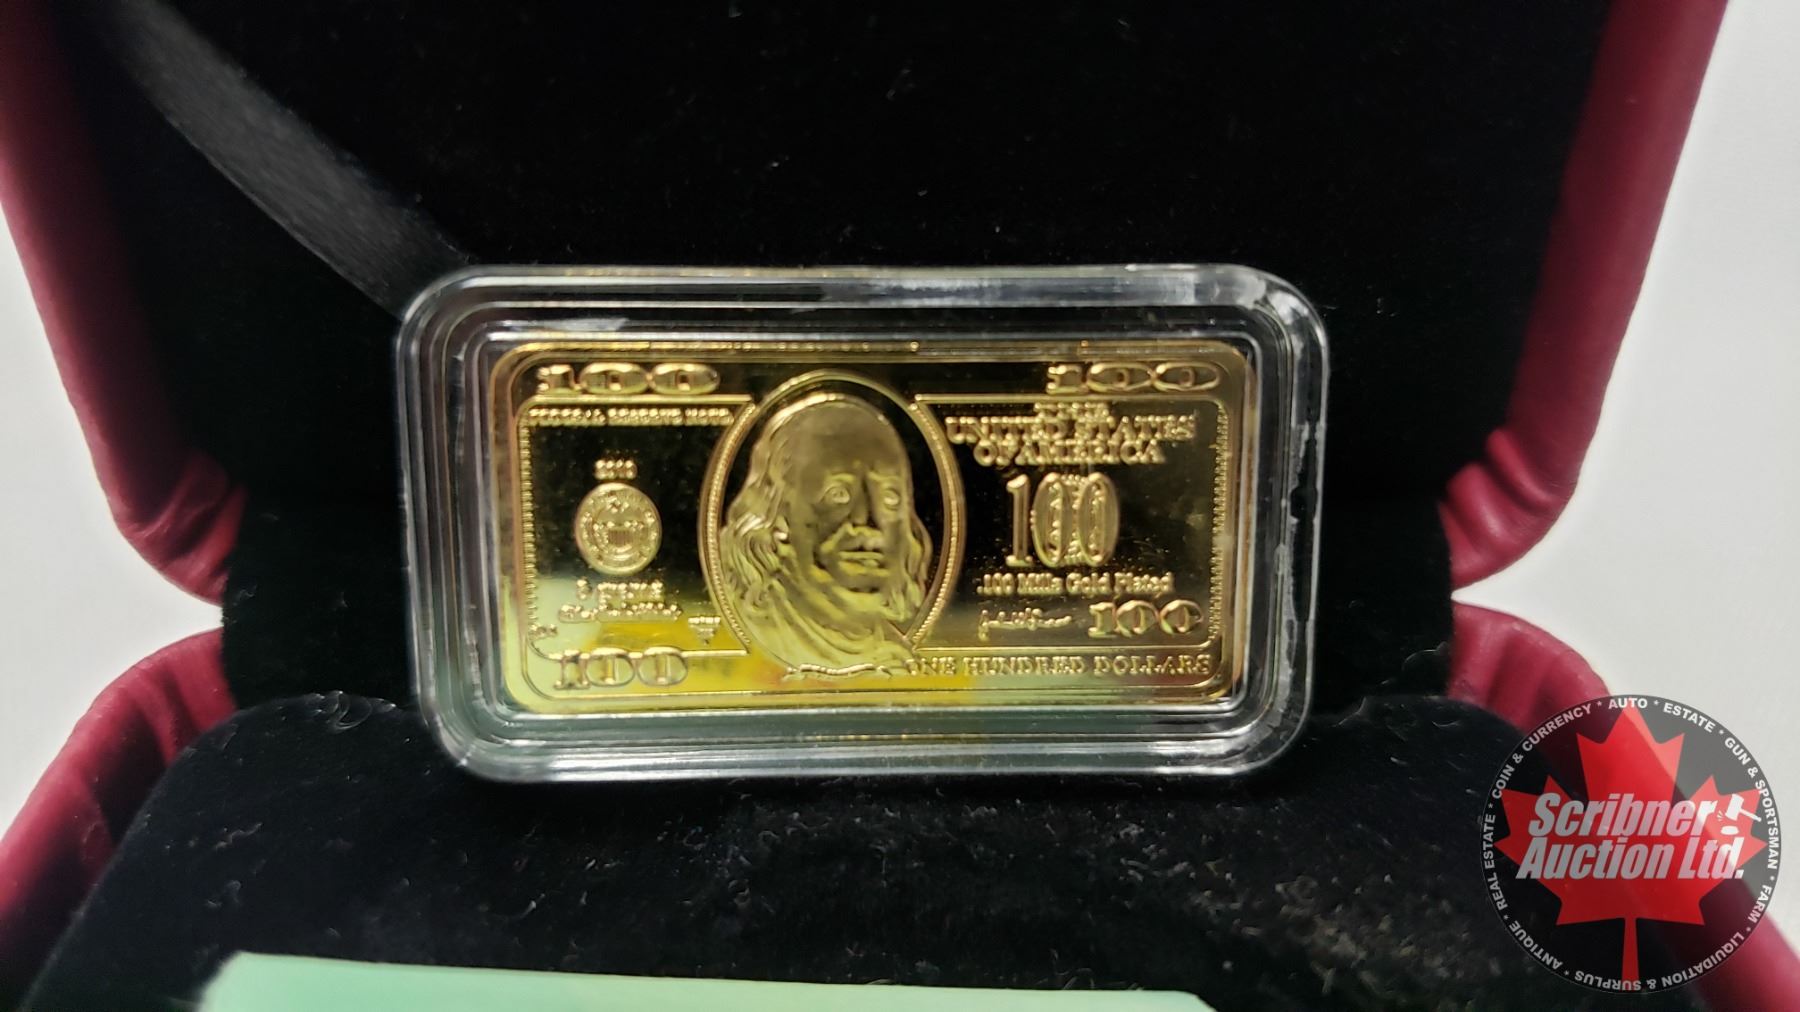 $100
$100
FEDERAL RESERVE NOTE
UNITED STATES
OF AMERICA
100
.100 Mills Gold Plated
100
100
ONE HUNDRED DOLLARS
COIN & CURRENCY * AUTO * ESTATE * GUN & SPORTSMAN * FARM * LIQUIDATION & SURPLUS * ANTIQUE * REAL ESTATE *
Scribner
Auction Ltd.